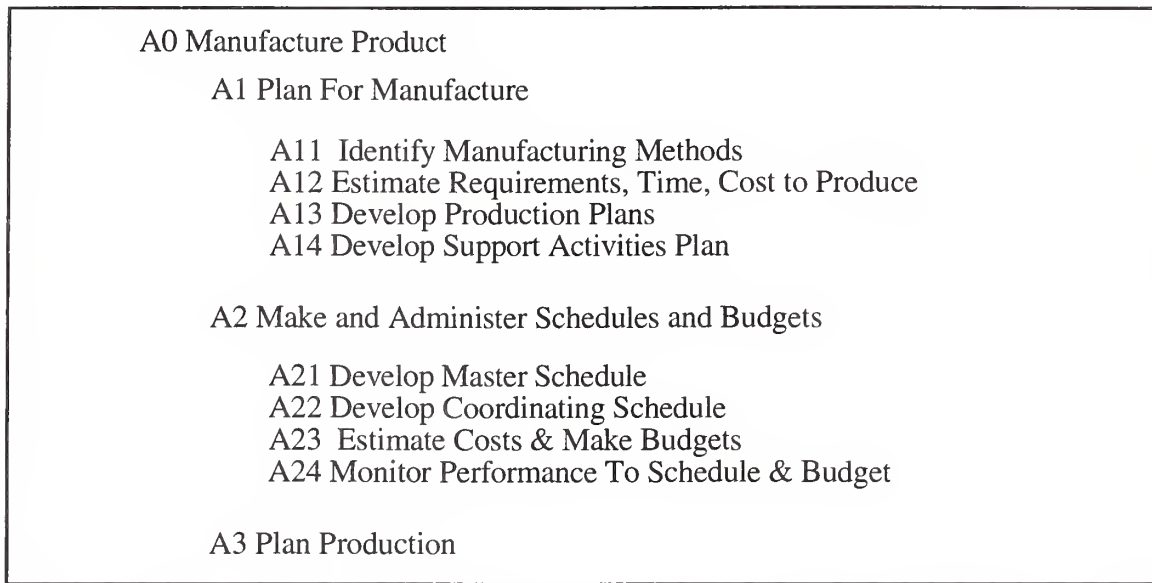 A0 Manufacture Product
A1 Plan For Manufacture
A11 Identify Manufacturing Methods
A12 Estimate Requirements, Time, Cost to Produce
A13 Develop Production Plans
A14 Develop Support Activities Plan
A2 Make and Administer Schedules and Budgets
A21 Develop Master Schedule
A22 Develop Coordinating Schedule
A23 Estimate Costs & Make Budgets
A24 Monitor Performance To Schedule & Budget
A3 Plan Production